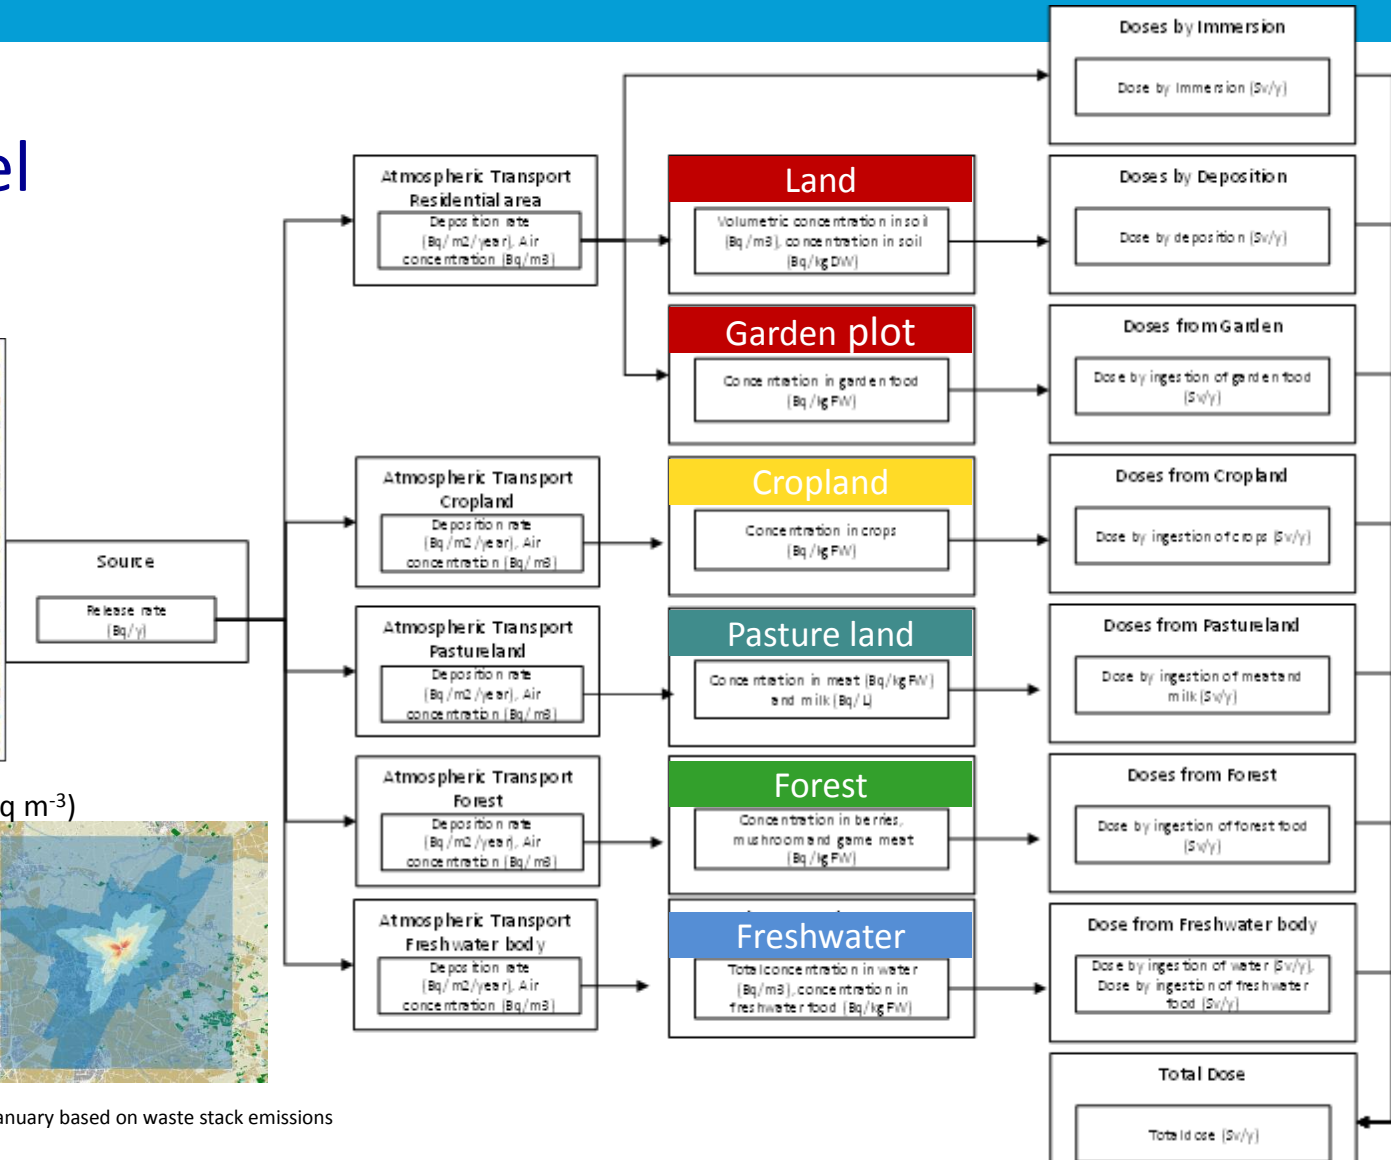 el
Source
Release rate
(Bq/y)
q m-3)
anuary based on waste stack emissions
Atmospheric Transport
Residential area
Deposition rate
(Bq/m2/year), Air
concentration (Bq/m3)
Atmospheric Transport
Cropland
Deposition rate
(Bq/m2/year), Air
concentration (Bq/m3)
Atmospheric Transport
Pastureland
Deposition rate
(Bq/m2/year), Air
concentration (Bq/m3)
Atmospheric Transport
Forest
Deposition rate
(Bq/m2/year), Air
concentration (Bq/m3)
Atmospheric Transport
Freshwater body
Deposition rate
(Bq/m2/year), Air
concentration (Bq/m3)
Land
Volumetric concentration in soil
(Bq/m3), concentration in soil
(Bq/kg DW)
Garden plot
Concentration in garden food
(Bq/kg FW)
Cropland
Concentration in crops
(Bq/kg FW)
Pasture land
Concentration in meat (Bq/kg FW)
and milk (Bq/L)
Forest
Concentration in berries,
mushroom and game meat
(Bq/kg FW)
Freshwater
Total concentration in water
(Bq/m3), concentration in
freshwater food (Bq/kg FW)
Doses by Immersion
Dose by Immersion (Sv/y)
Doses by Deposition
Dose by deposition (Sv/y)
Doses from Garden
Dose by ingestion of garden food
(Sv/y)
Doses from Cropland
Dose by ingestion of crops (Sv/y)
Doses from Pastureland
Dose by ingestion of meat and
milk (Sv/y)
Doses from Forest
Dose by ingestion of forest food
(Sv/y)
Dose from Freshwater body
Dose by ingestion of water (Sv/y),
Dose by ingestion of freshwater
food (Sv/y)
Total Dose
Total dose (Sv/y)